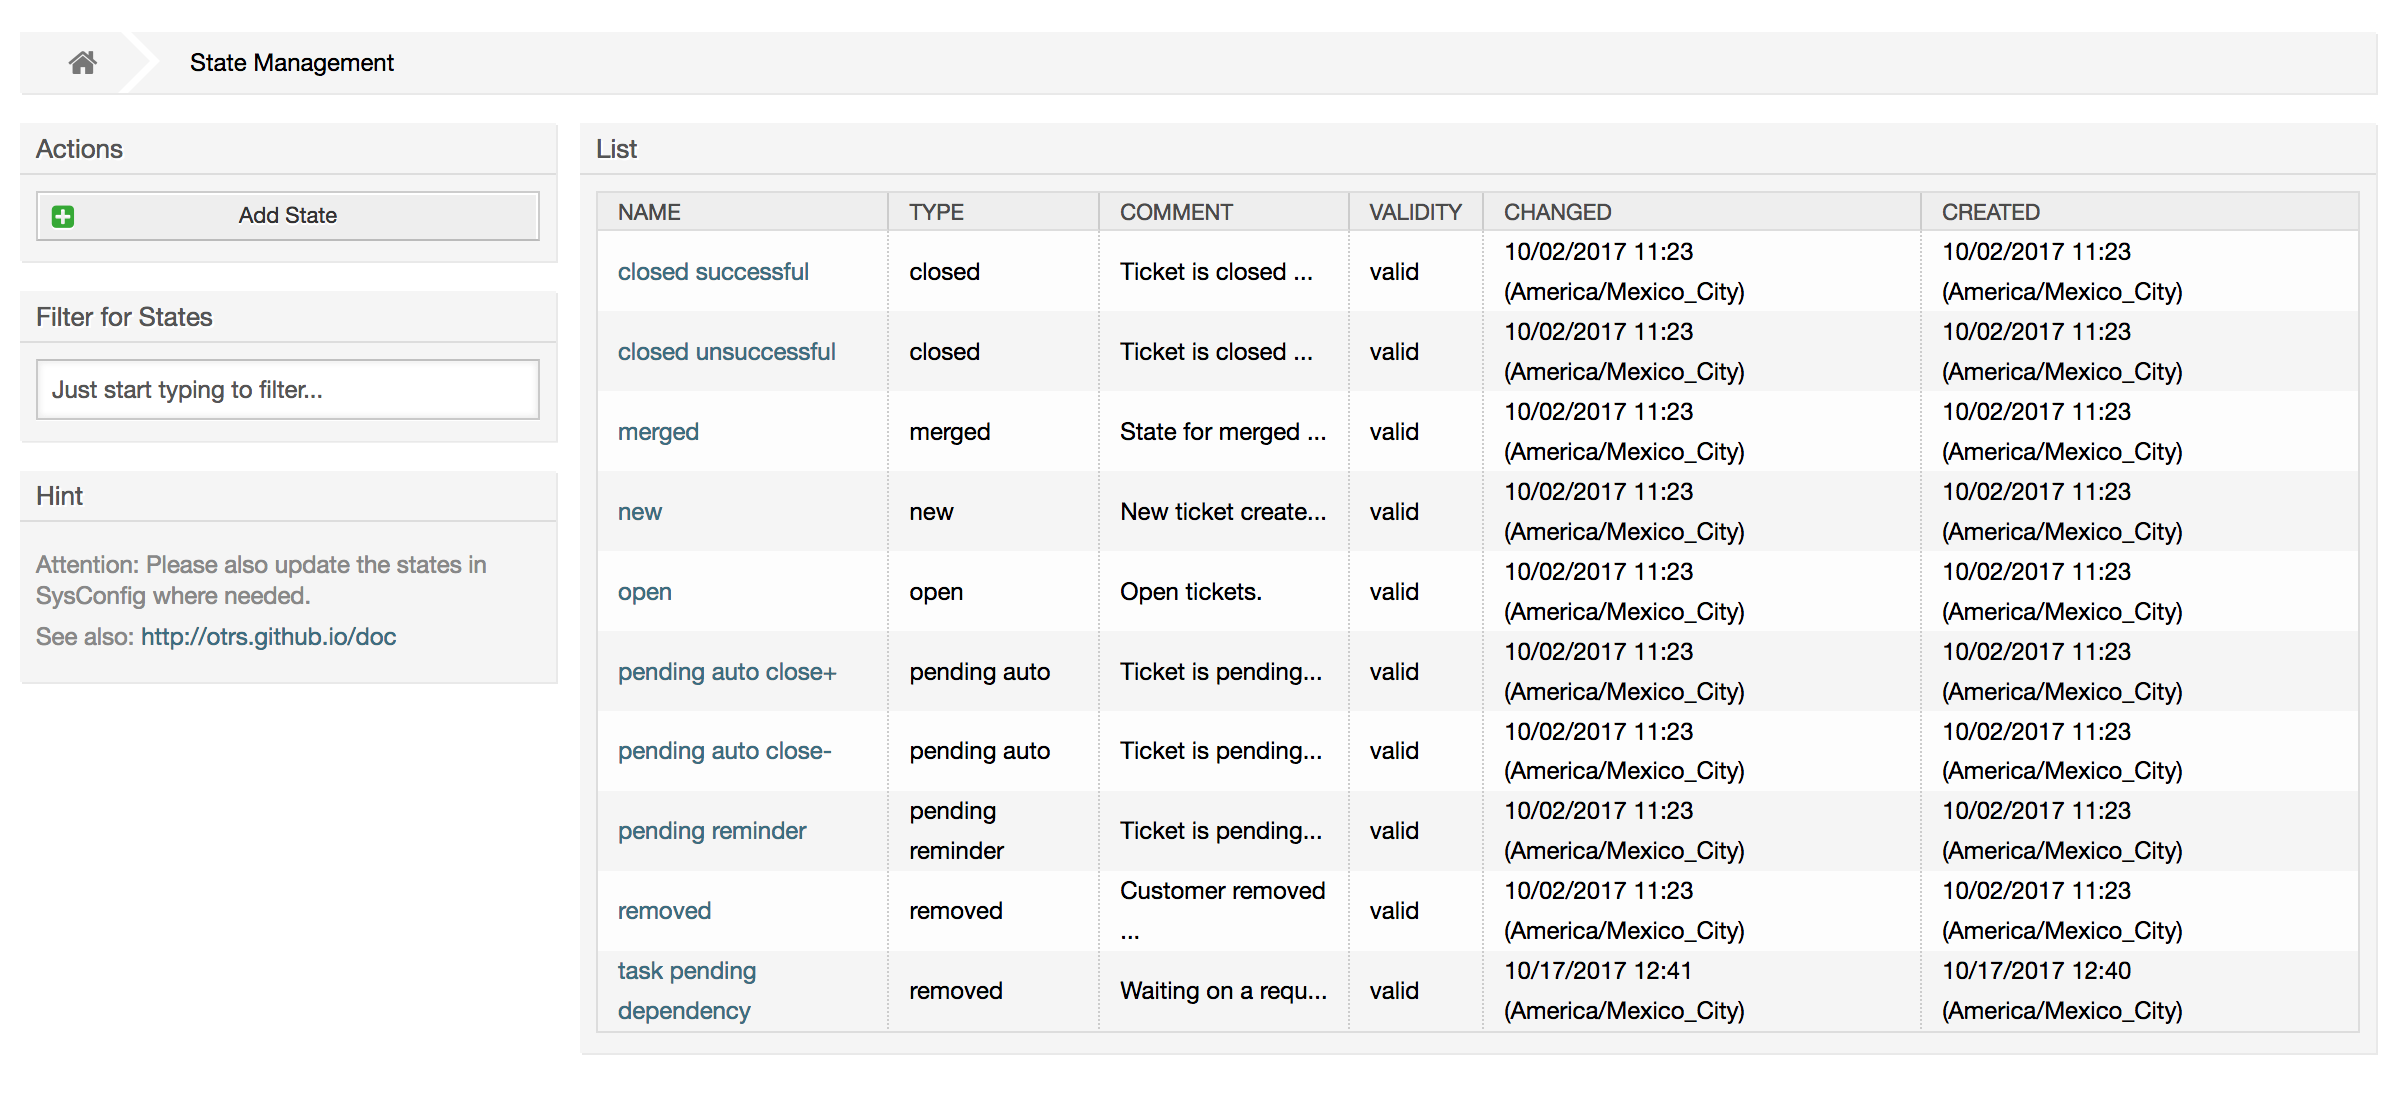 State Management
Actions
Add State
Filter for States
Just start typing to filter...
Hint
Attention: Please also update the states in
SysConfig where needed.
See also: http://otrs.github.io/doc
List
NAME TYPE COMMENT VALIDITY CHANGED CREATED
closed successful closed Ticket is closed ... valid 10/02/2017 11:23 10/02/2017 11:23
(America/Mexico_City) (America/Mexico_City)
closed unsuccessful closed Ticket is closed ... valid 10/02/2017 11:23 10/02/2017 11:23
(America/Mexico_City) (America/Mexico_City)
merged merged State for merged ... valid 10/02/2017 11:23 10/02/2017 11:23
(America/Mexico_City) (America/Mexico_City)
new new New ticket create... valid 10/02/2017 11:23 10/02/2017 11:23
(America/Mexico_City) (America/Mexico_City)
open open Open tickets. valid 10/02/2017 11:23 10/02/2017 11:23
(America/Mexico_City) (America/Mexico_City)
pending auto close+ pending auto Ticket is pending... valid 10/02/2017 11:23 10/02/2017 11:23
(America/Mexico_City) (America/Mexico_City)
pending auto close- pending auto Ticket is pending... valid 10/02/2017 11:23 10/02/2017 11:23
(America/Mexico_City) (America/Mexico_City)
pending reminder pending Ticket is pending... valid 10/02/2017 11:23 10/02/2017 11:23
reminder (America/Mexico_City) (America/Mexico_City)
removed removed Customer removed valid 10/02/2017 11:23 10/02/2017 11:23
... (America/Mexico_City) (America/Mexico_City)
task pending removed Waiting on a requ... valid 10/17/2017 12:41 10/17/2017 12:40
dependency (America/Mexico_City) (America/Mexico_City)